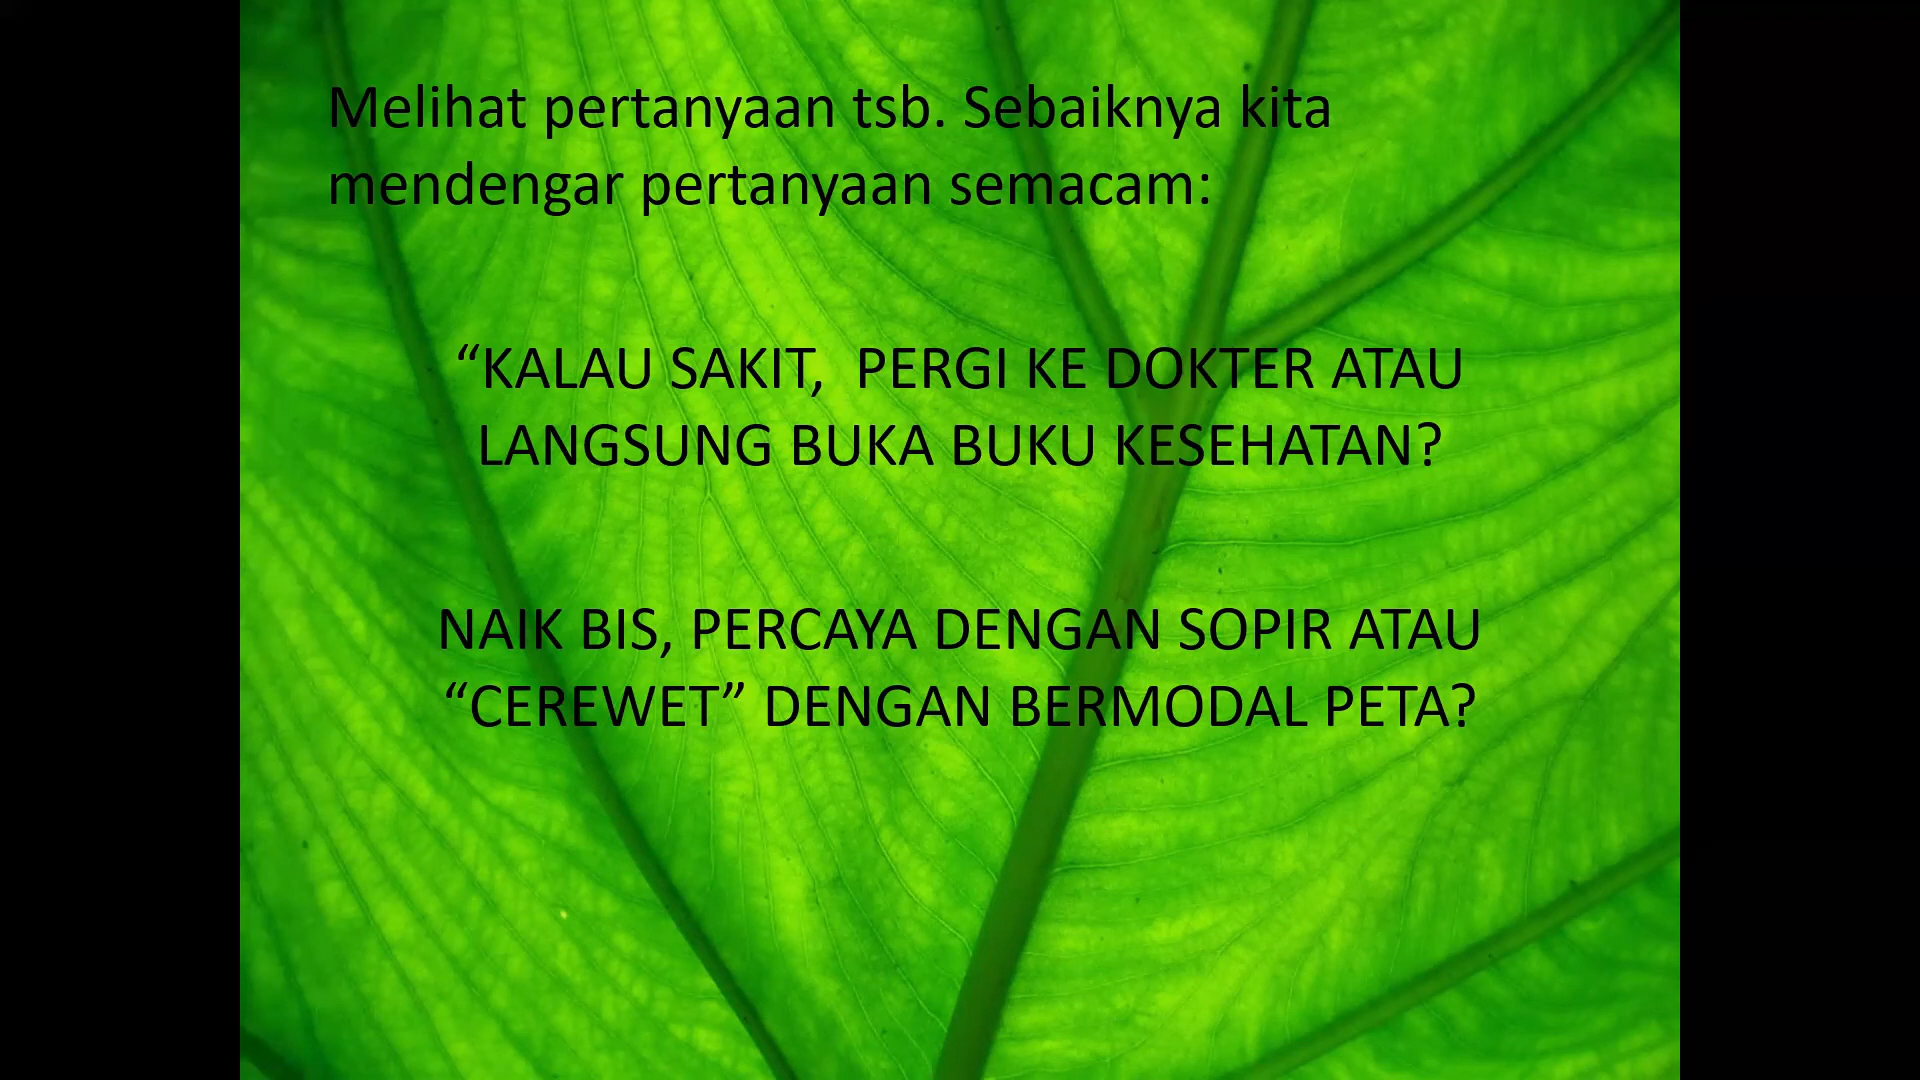 Melihat pertanyaan tsb. Sebaiknya kita
mendengar pertanyaan semacam:
“KALAU SAKIT,  PERGI KE DOKTER ATAU
LANGSUNG BUKA BUKU KESEHATAN?
NAIK BIS, PERCAYA DENGAN SOPIR ATAU
“CEREWET” DENGAN BERMODAL PETA?